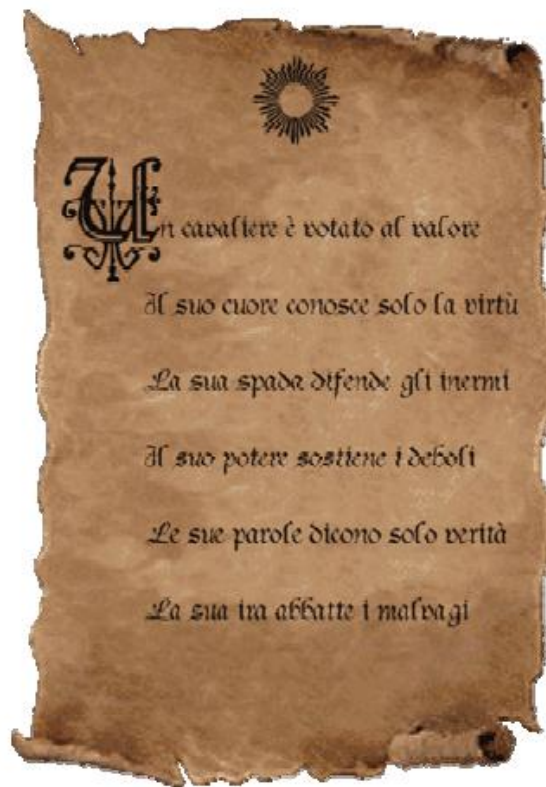 Un cavaliere è votato al valore
Il suo cuore conosce solo la virtù
La sua spada difende gli inermi
Il suo potere sostiene i deboli
Le sue parole dicono solo verità
La sua ira abbatte i malvagi